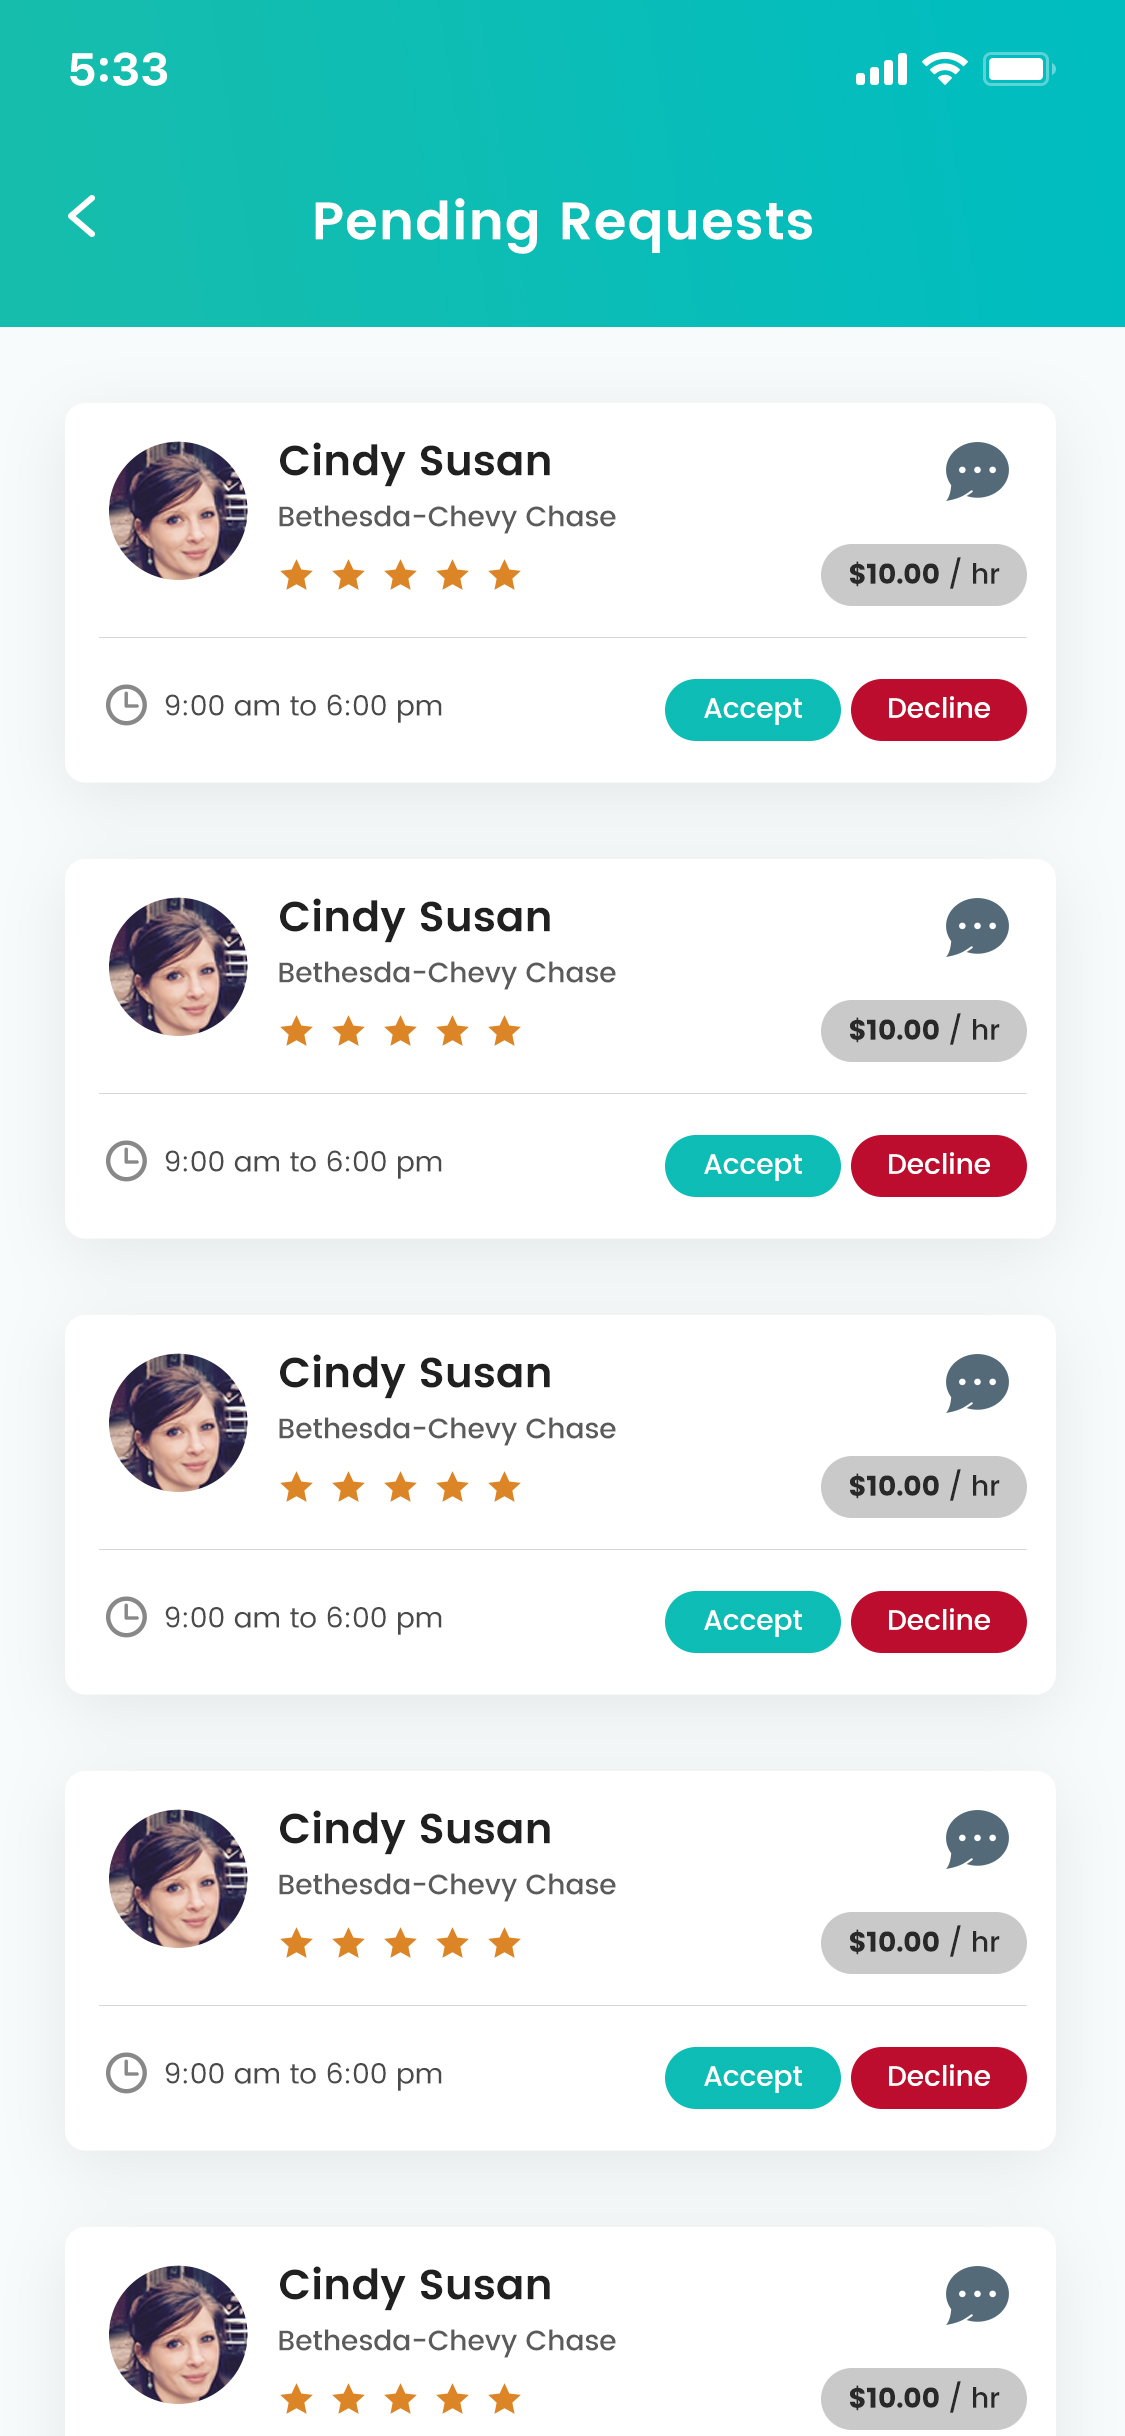 5:33
Pending Requests
Cindy Susan
Bethesda-Chevy Chase
$10.00 / hr
9:00 am to 6:00 pm
Accept
Decline
Cindy Susan
Bethesda-Chevy Chase
$10.00 / hr
9:00 am to 6:00 pm
Accept
Decline
Cindy Susan
Bethesda-Chevy Chase
$10.00 / hr
9:00 am to 6:00 pm
Accept
Decline
Cindy Susan
Bethesda-Chevy Chase
$10.00 / hr
9:00 am to 6:00 pm
Accept
Decline
Cindy Susan
Bethesda-Chevy Chase
$10.00 / hr